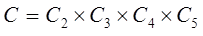 C = C₂ × C₃ × C₄ × C₅